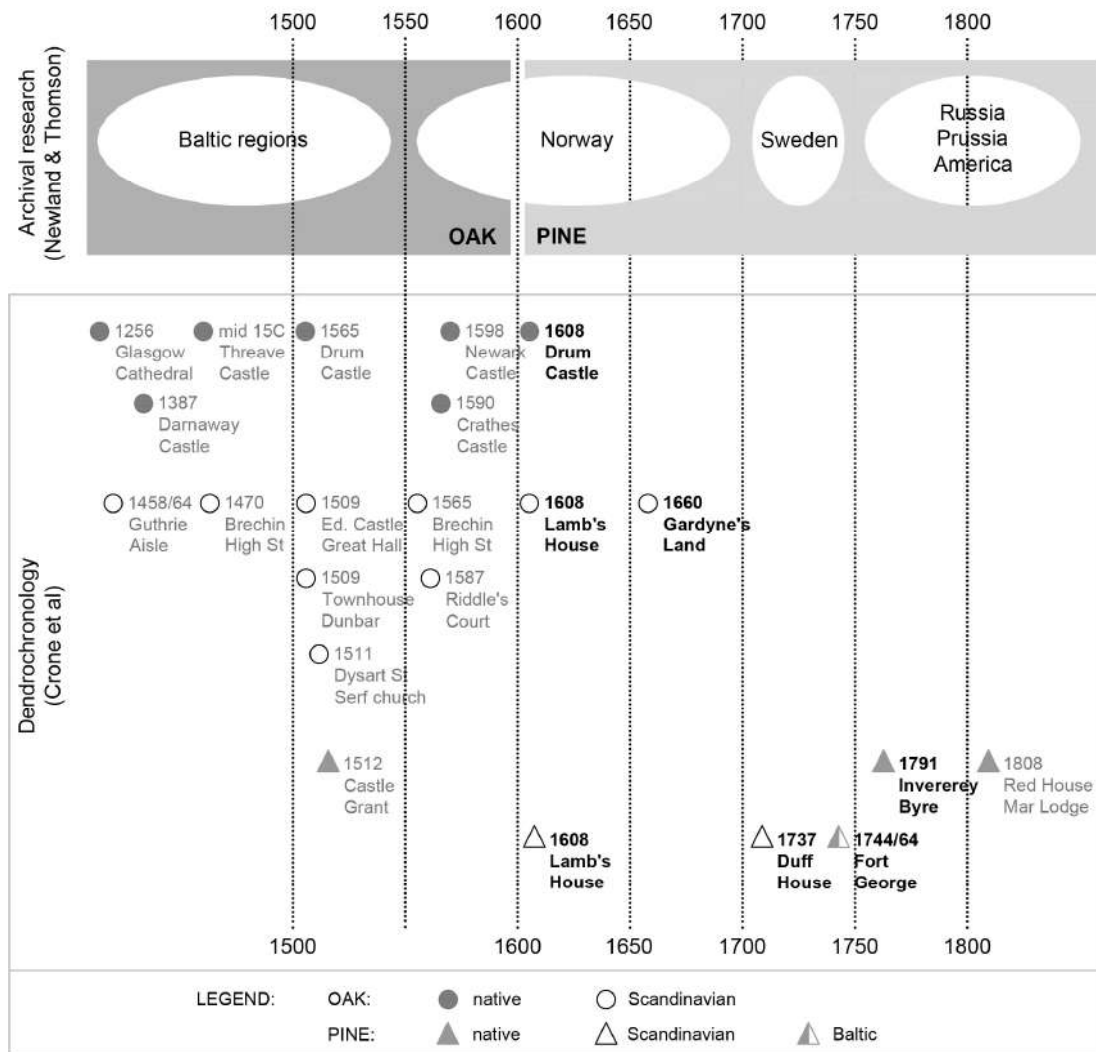 1500 1550 1600 1650 1700 1750 1800
Archival research
(Newland & Thomson)
Baltic regions
Norway
Sweden
Russia
Prussia
America
OAK PINE
Dendrochronology
(Crone et al)
1256
Glasgow
Cathedral
mid 15C
Threave
Castle
1565
Drum
Castle
1598
Newark
Castle
1608
Drum
Castle
1387
Darnaway
Castle
1590
Crathes
Castle
1458/64
Guthrie
Aisle
1470
Brechin
High St
1509
Ed. Castle
Great Hall
1565
Brechin
High St
1608
Lamb's
House
1660
Gardyne's
Land
1509
Townhouse
Dunbar
1587
Riddle's
Court
1511
Dysart St
Serf church
1512
Castle
Grant
1791
Invererey
Byre
1808
Red House
Mar Lodge
1608
Lamb's
House
1737
Duff
House
1744/64
Fort
George
1500 1550 1600 1650 1700 1750 1800
LEGEND: OAK: native Scandinavian
PINE: native Scandinavian Baltic